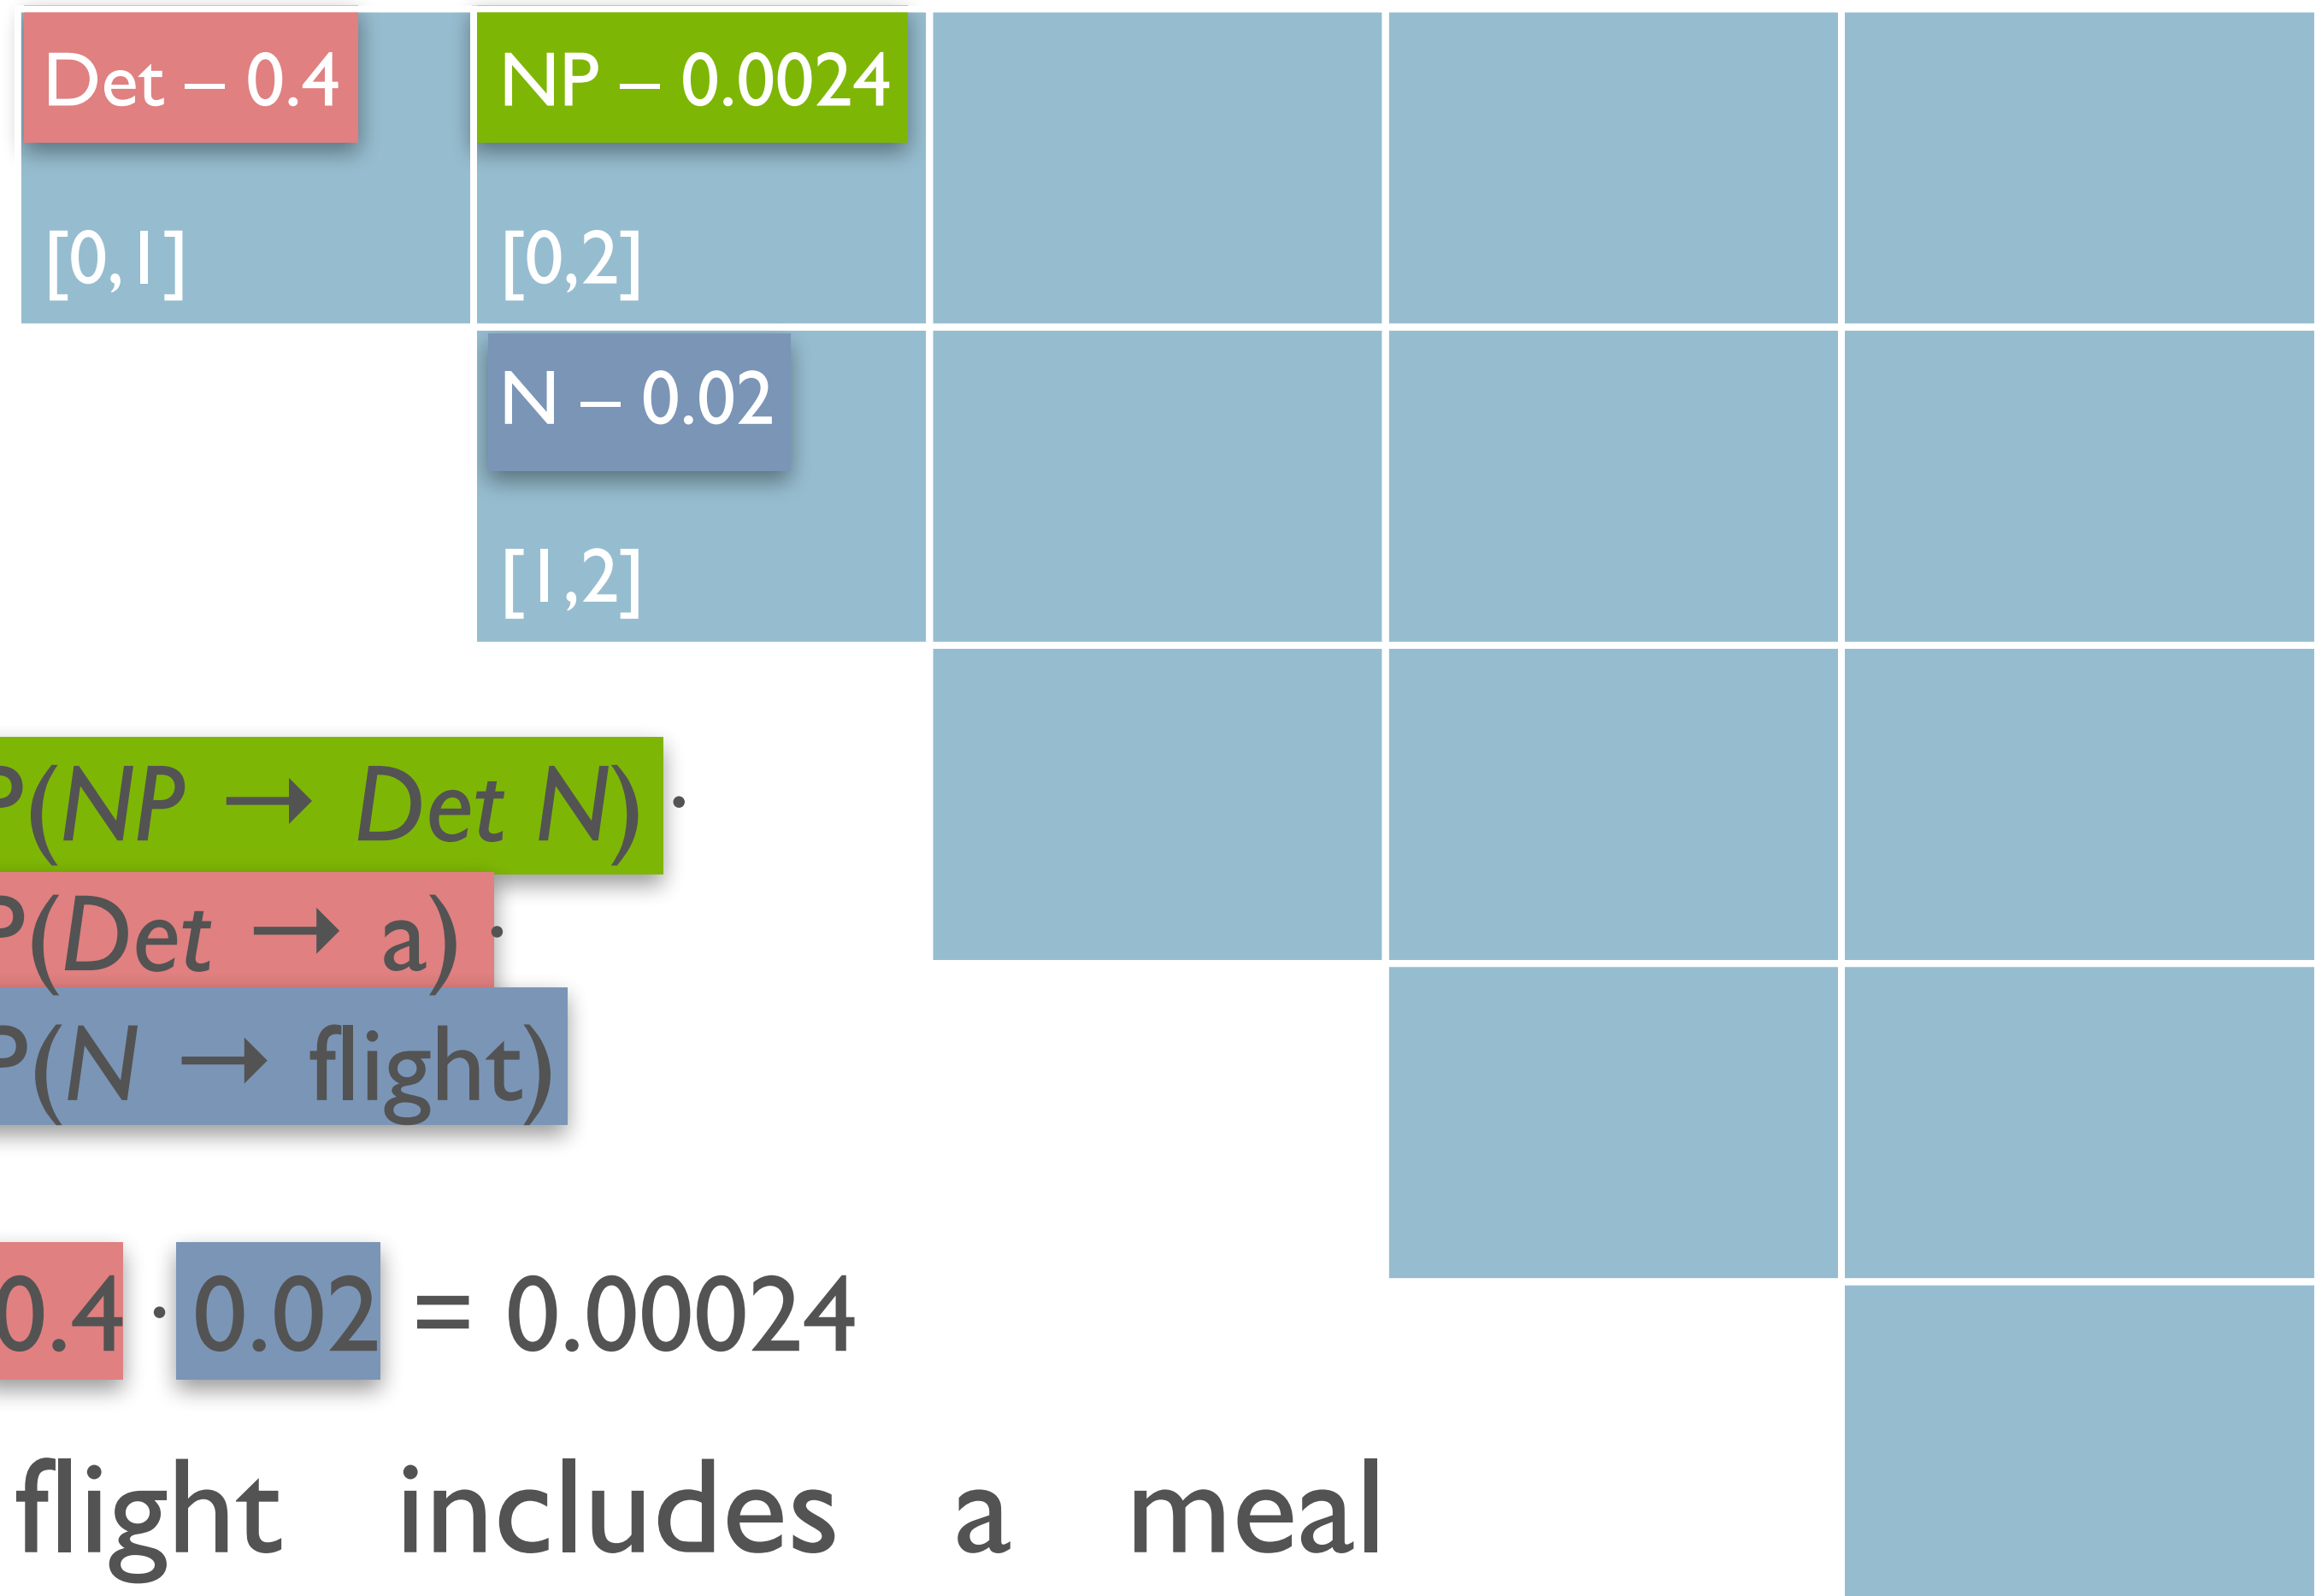 Det – 0.4
NP – 0.0024
[0,1]
[0,2]
N – 0.02
[1,2]
P(NP → Det N) ·
P(Det → a) ·
P(N → flight)
0.4 · 0.02 = 0.00024
flight includes a meal